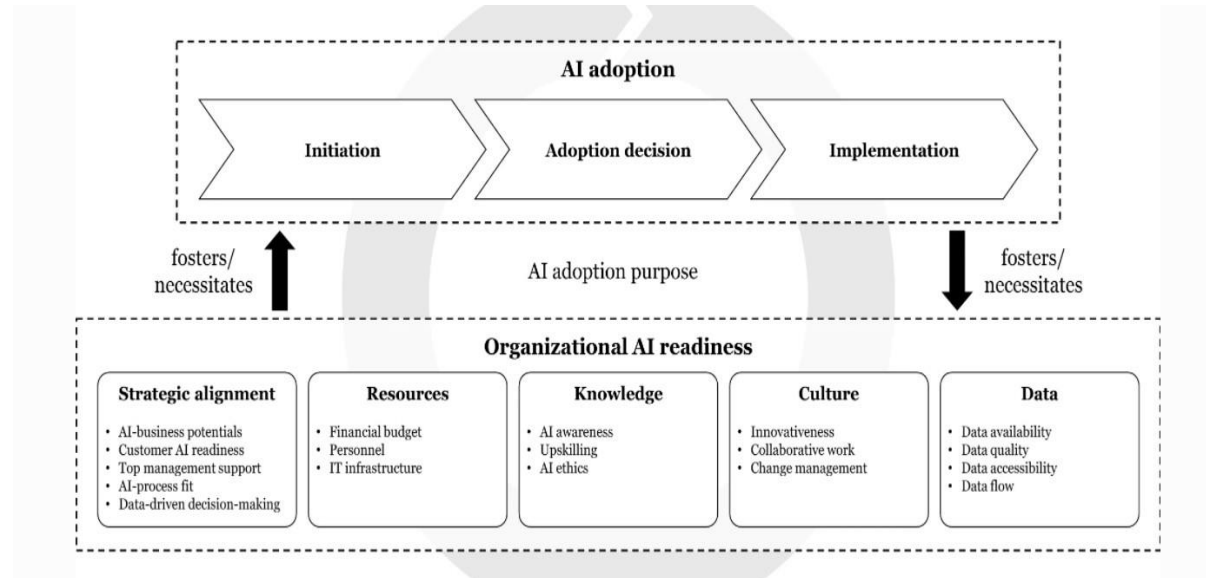 AI adoption
Initiation
Adoption decision
Implementation
fosters/
necessitates
AI adoption purpose
fosters/
necessitates
Organizational AI readiness
Strategic alignment
• AI-business potentials
• Customer AI readiness
• Top management support
• AI-process fit
• Data-driven decision-making
Resources
• Financial budget
• Personnel
• IT infrastructure
Knowledge
• AI awareness
• Upskilling
• AI ethics
Culture
• Innovativeness
• Collaborative work
• Change management
Data
• Data availability
• Data quality
• Data accessibility
• Data flow